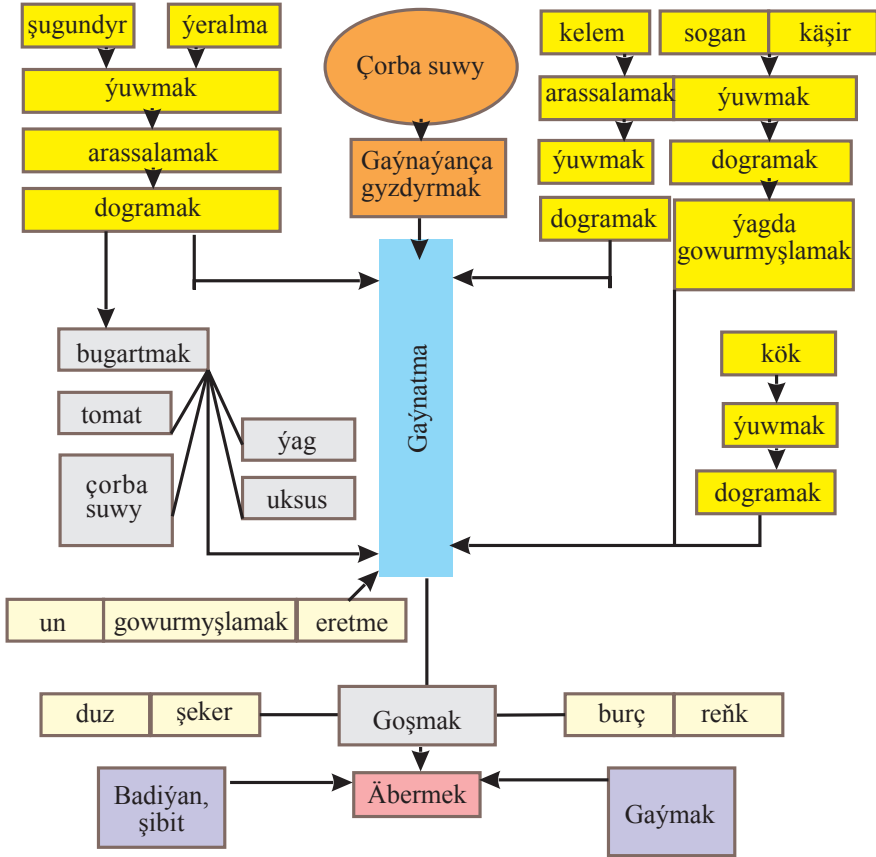 şugundyr
ýeralma
ýuwmak
arassalamak
dogramak
Çorba suwy
Gaýnaýança
gyzdyrmak
kelem
sogan
käşir
arassalamak
ýuwmak
ýuwmak
dogramak
dogramak
ýagda
gowurmyşlamak
bugartmak
tomat
ýag
çorba
suwy
uksus
Gaýnatma
kök
ýuwmak
dogramak
un
gowurmyşlamak
eretme
duz
şeker
Goşmak
burç
reňk
Badiýan,
şibit
Äbermek
Gaýmak